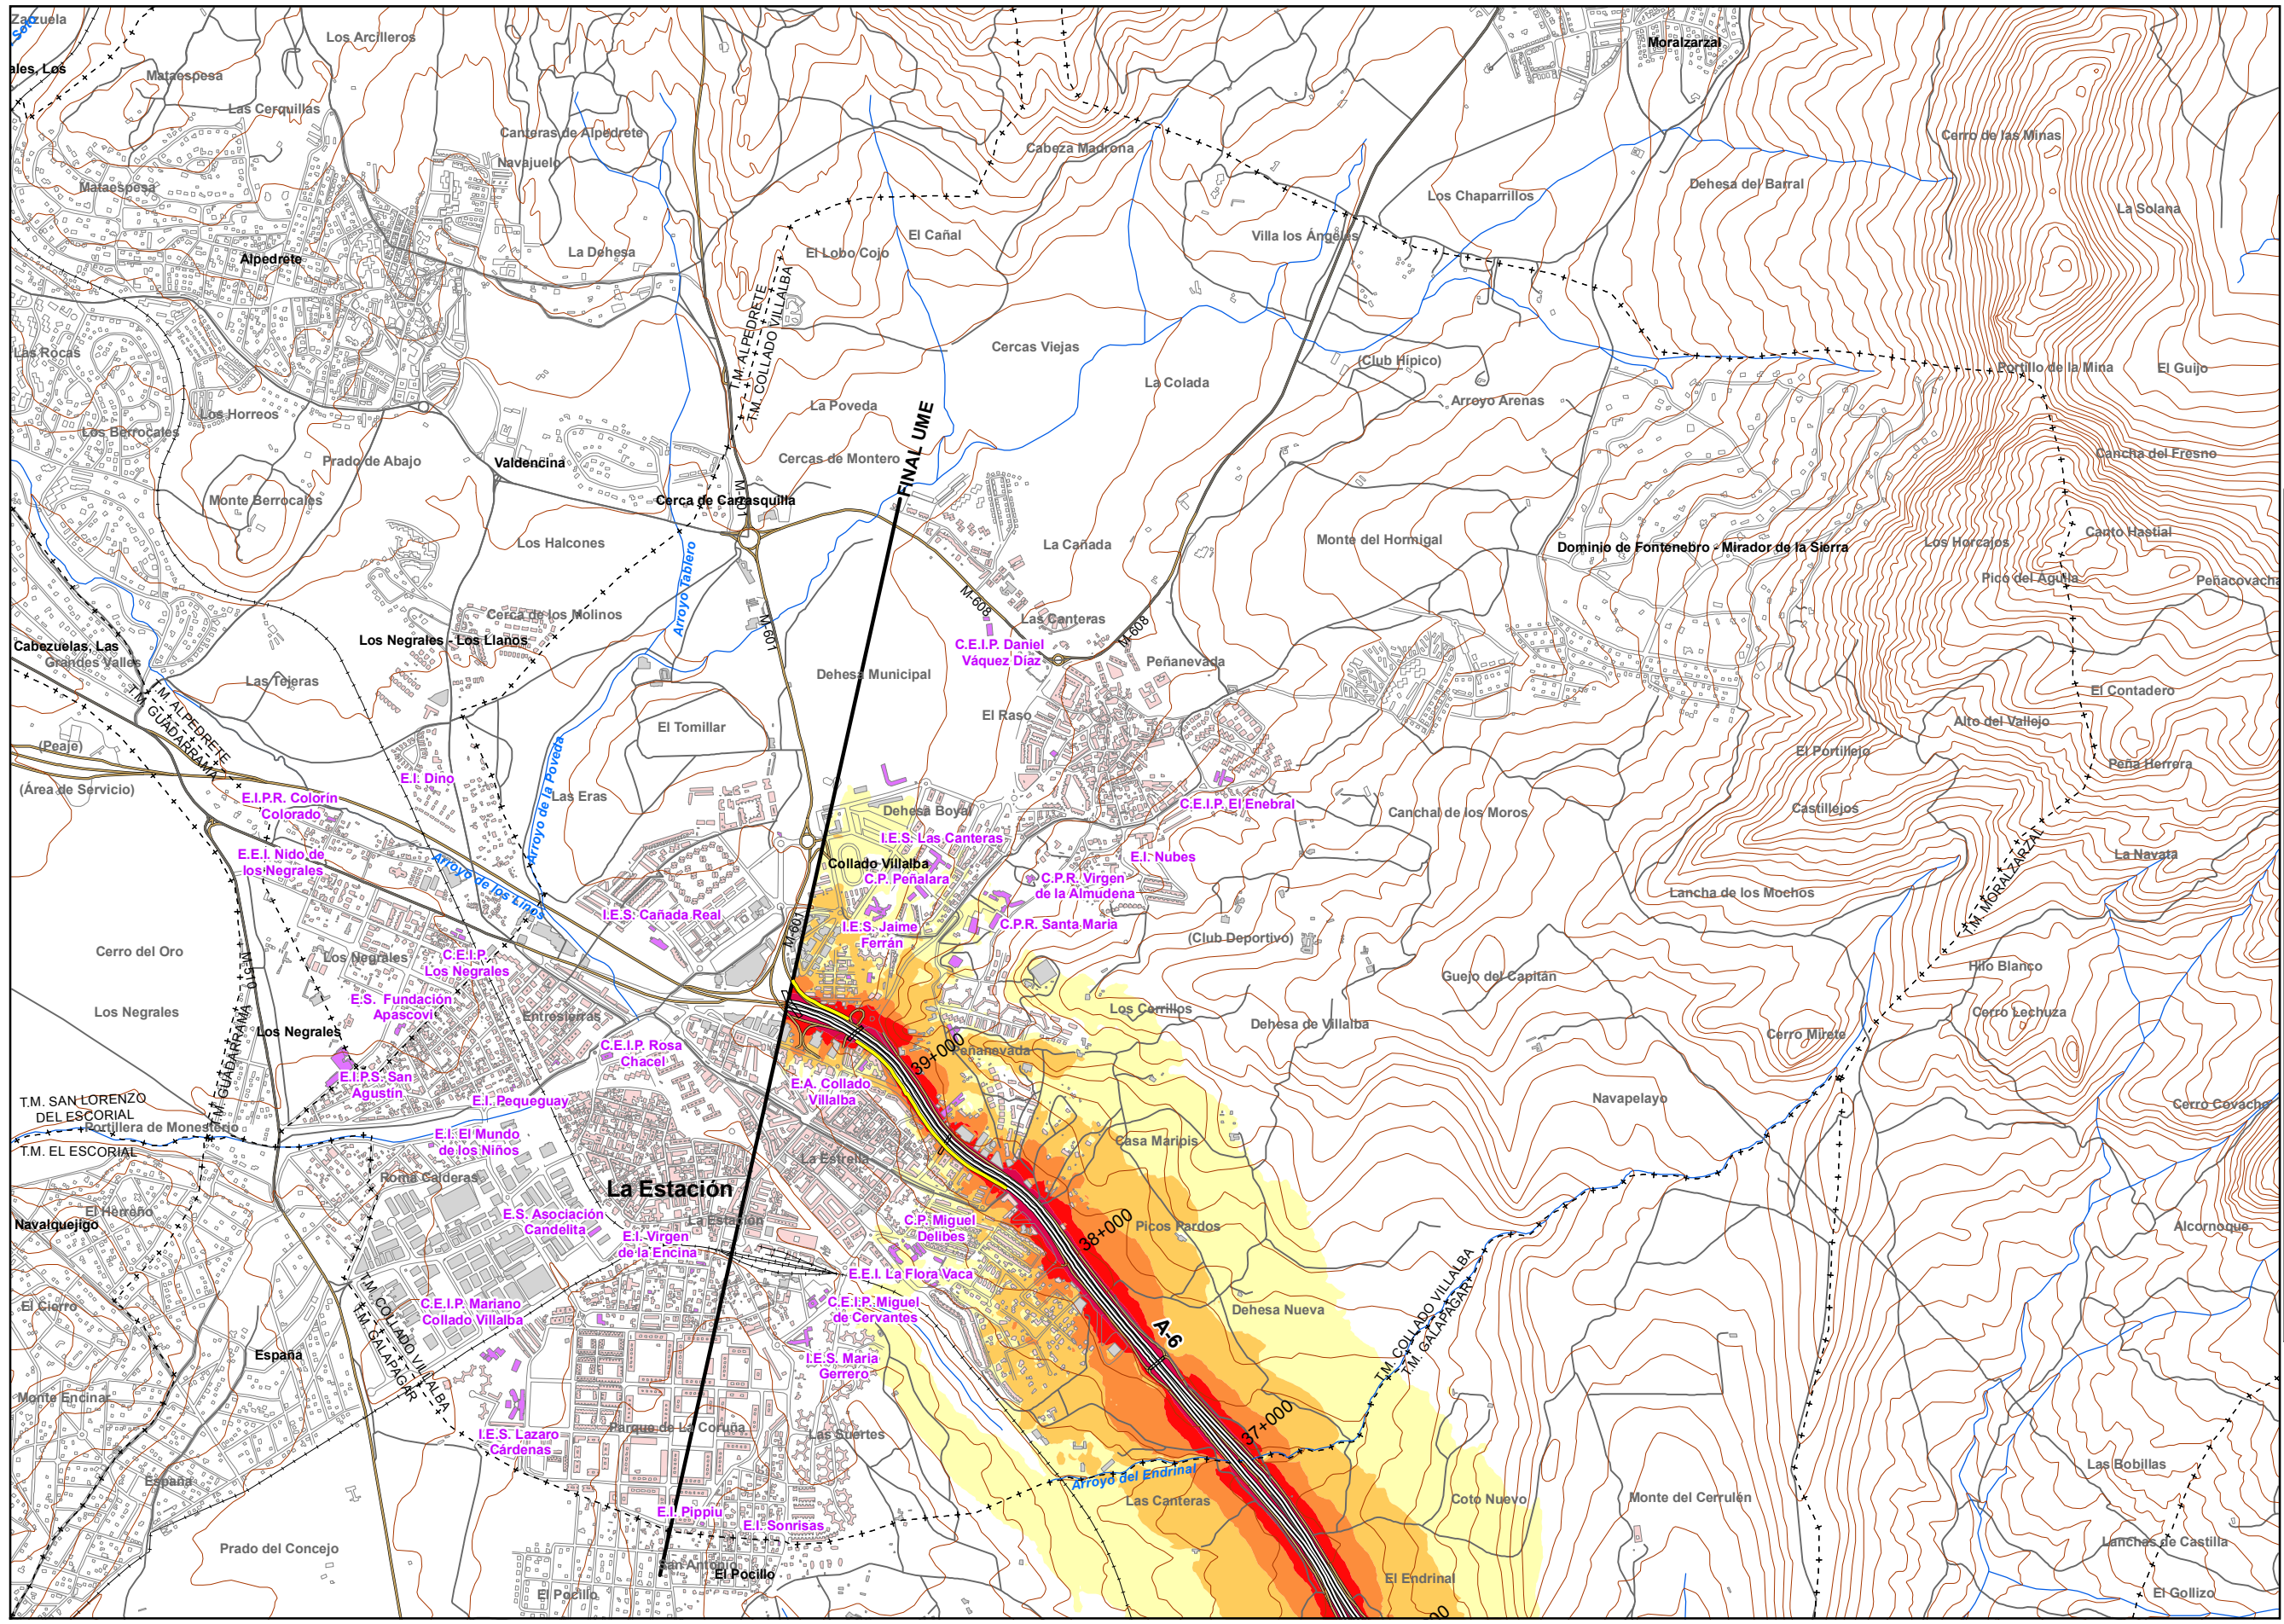 Zarzuela
Soto
Los Arcilleros
Moralzarzal
ales, Los
Mataespesa
Las Cerquillas
Canteras de Alpedrete
Cabeza Madrona
Cerro de las Minas
Navajuelo
Mataespesa
Dehesa del Barral
Los Chaparrillos
La Solana
El Cañal
Villa los Ángeles
La Dehesa
El Lobo Cojo
Alpedrete
T.M. ALPEDRETE
T.M. COLLADO VILLALBA
Las Rocas
Cercas Viejas
(Club Hípico)
Portillo de la Mina
El Guijo
La Colada
Arroyo Arenas
La Poveda
Los Horreos
Los Berrocales
FINAL UME
Prado de Abajo
Valdencina
Cercas de Montero
Cancha del Fresno
Monte Berrocales
Cerca de Carrasquilla
M-601
Los Halcones
La Cañada
Monte del Hormigal
Dominio de Fontenebro - Mirador de la Sierra
Los Horcajos
Canto Hastial
Pico del Aguila
Peñacovacha
Arroyo Tablero
M-608
Cerca de los Molinos
Las Canteras
M-601
M-608
Los Negrales - Los Llanos
C.E.I.P. Daniel
Váquez Díaz
Cabezuelas, Las
Grandes Valles
Peñanevada
Dehesa Municipal
Las Tejeras
El Contadero
T.M. ALPEDRETE
T.M. GUADARRAMA
El Raso
Alto del Vallejo
El Tomillar
(Peaje)
El Portillejo
Peña Herrera
E.I. Dino
(Área de Servicio)
E.I.P.R. Colorín
Colorado
Las Eras
Arroyo de la Poveda
C.E.I.P. El Enebral
Dehesa Boyal
Canchal de los Moros
Castillejos
I.E.S. Las Canteras
E.E.I. Nido de
los Negrales
Collado Villalba
E.I. Nubes
La Navata
Arroyo de los Linos
C.P. Peñalara
C.P.R. Virgen
de la Almudena
Lancha de los Mochos
T.M. MORALZARZAL
I.E.S. Cañada Real
M-601
I.E.S. Jaime
Ferrán
C.P.R. Santa Maria
(Club Deportivo)
Cerro del Oro
Los Negrales
C.E.I.P.
Los Negrales
M-510
Guejo del Capitán
Hilo Blanco
E.S. Fundación
Apascovi
Los Negrales
Entresierras
Los Cerrillos
Dehesa de Villalba
Cerro Lechuza
Los Negrales
Cerro Mirete
C.E.I.P. Rosa
Chacel
39+000
Peñanevada
E.I.P.S. San
Agustín
E.A. Collado
Villalba
T.M. GUADARRAMA
T.M. SAN LORENZO
DEL ESCORIAL
E.I. Pequeguay
Navapelayo
Cerro Covacho
Portillera de Monesterio
E.I. El Mundo
de los Niños
Casa Maripis
T.M. EL ESCORIAL
La Estrella
Roma Calderas
La Estación
El Herreño
Navalquejigo
E.S. Asociación
Candelita
La Estación
C.P. Miguel
Delibes
38+000
Picos Pardos
Alcornoque
E.I. Virgen
de la Encina
E.E.I. La Flora Vaca
T.M. COLLADO VILLALBA
T.M. GALAPAGAR
El Cierro
C.E.I.P. Mariano
Collado Villalba
C.E.I.P. Miguel
de Cervantes
Dehesa Nueva
A-6
T.M. COLLADO VILLALBA
T.M. GALAPAGAR
España
I.E.S. Maria
Gerrero
Monte Encinar
37+000
I.E.S. Lazaro
Cárdenas
Parque de La Coruña
Las Suertes
España
Arroyo del Endrinal
Las Bobillas
Las Canteras
Coto Nuevo
Monte del Cerrulén
E.I. Pippiu
E.I. Sonrisas
Prado del Concejo
San Antonio
El Pocillo
Lanchas de Castilla
El Pocillo
El Endrinal
El Gollizo
00